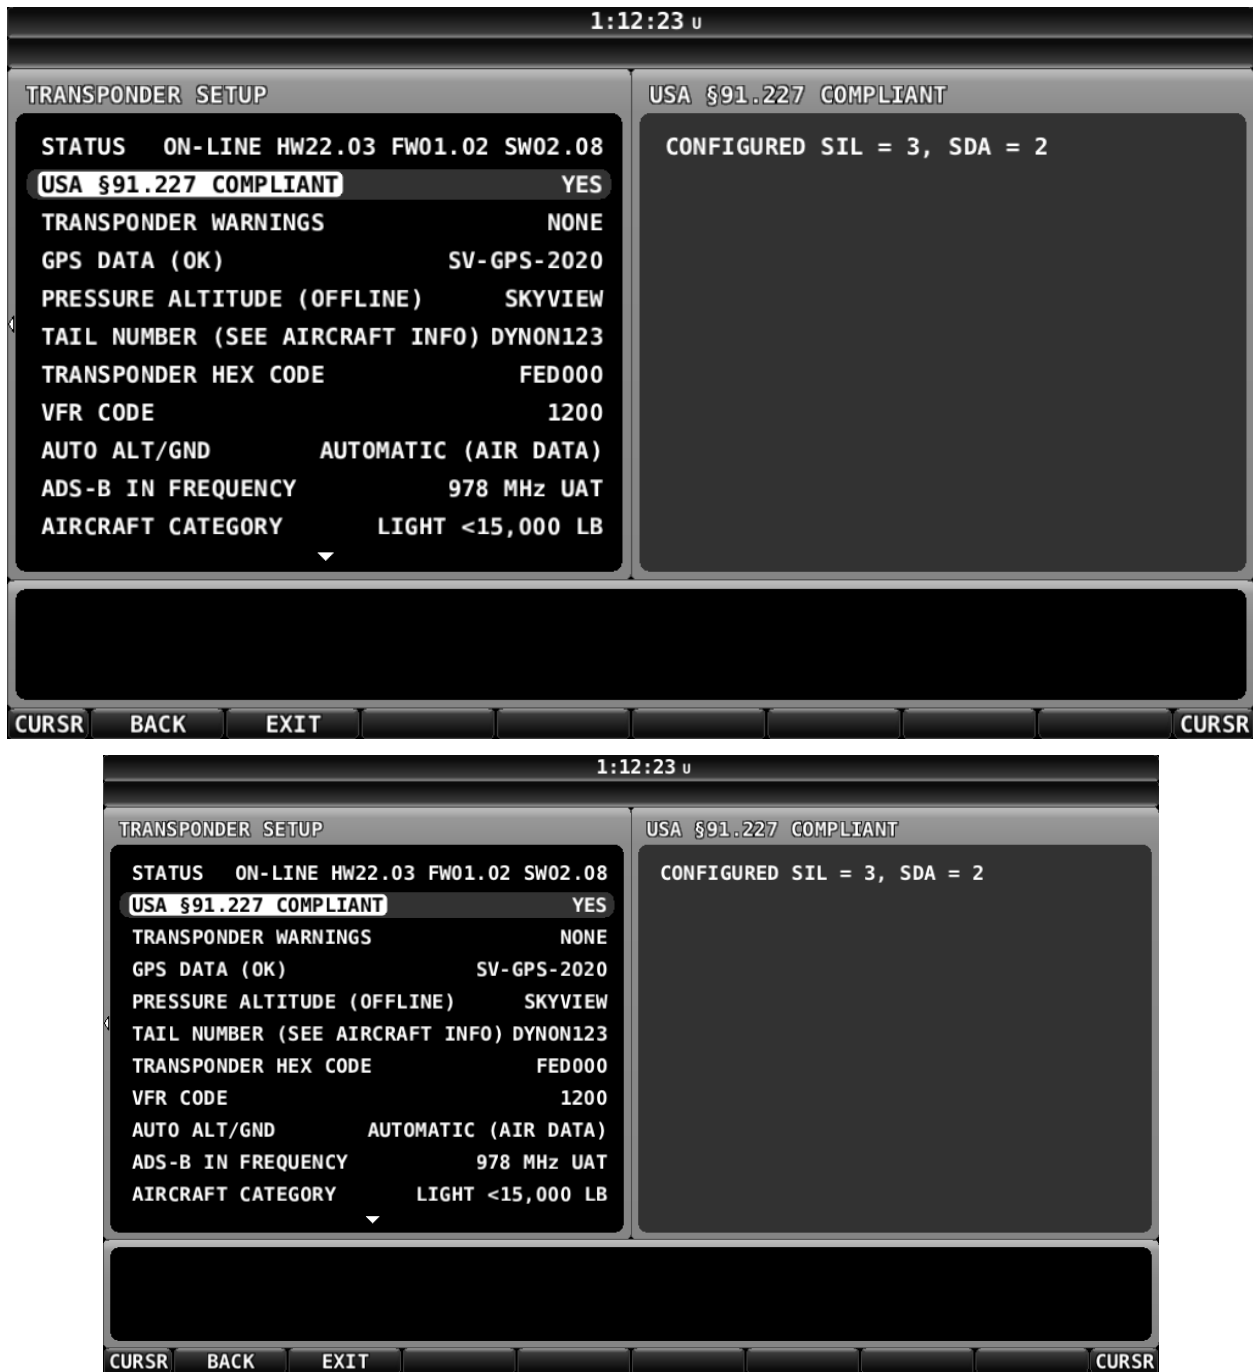 1:12:23 U
TRANSPONDER SETUP
USA §91.227 COMPLIANT
STATUS ON-LINE HW22.03 FW01.02 SW02.08
CONFIGURED SIL = 3, SDA = 2
USA §91.227 COMPLIANT YES
TRANSPONDER WARNINGS NONE
GPS DATA (OK) SV-GPS-2020
PRESSURE ALTITUDE (OFFLINE) SKYVIEW
TAIL NUMBER (SEE AIRCRAFT INFO) DYNON123
TRANSPONDER HEX CODE FED000
VFR CODE 1200
AUTO ALT/GND AUTOMATIC (AIR DATA)
ADS-B IN FREQUENCY 978 MHz UAT
AIRCRAFT CATEGORY LIGHT <15,000 LB
CURSR BACK EXIT CURSR
1:12:23 U
TRANSPONDER SETUP
USA §91.227 COMPLIANT
STATUS ON-LINE HW22.03 FW01.02 SW02.08
CONFIGURED SIL = 3, SDA = 2
USA §91.227 COMPLIANT YES
TRANSPONDER WARNINGS NONE
GPS DATA (OK) SV-GPS-2020
PRESSURE ALTITUDE (OFFLINE) SKYVIEW
TAIL NUMBER (SEE AIRCRAFT INFO) DYNON123
TRANSPONDER HEX CODE FED000
VFR CODE 1200
AUTO ALT/GND AUTOMATIC (AIR DATA)
ADS-B IN FREQUENCY 978 MHz UAT
AIRCRAFT CATEGORY LIGHT <15,000 LB
CURSR BACK EXIT CURSR